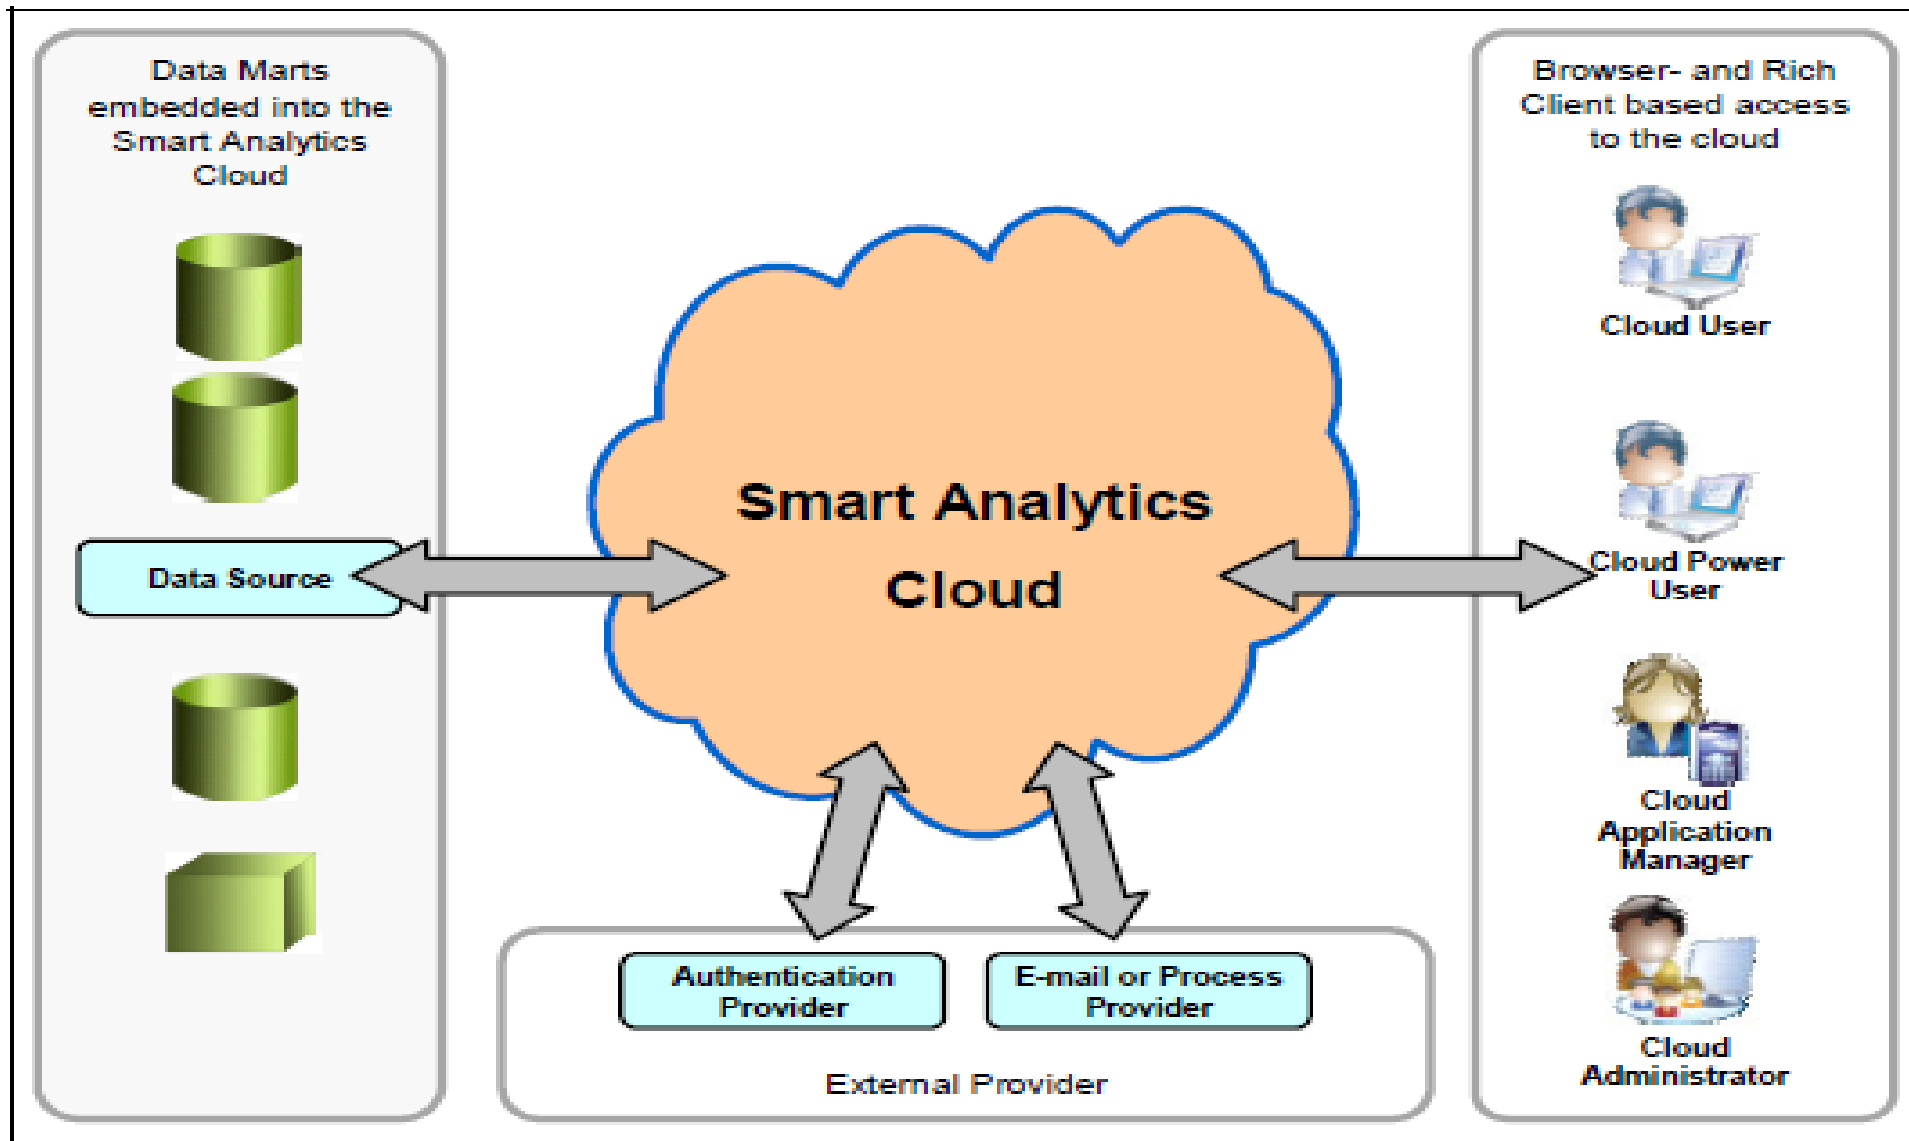 Data Marts
embedded into the
Smart Analytics
Cloud
Data Source
Smart Analytics
Cloud
Authentication
Provider
E-mail or Process
Provider
External Provider
Browser- and Rich
Client based access
to the cloud
Cloud User
Cloud Power
User
Cloud
Application
Manager
Cloud
Administrator